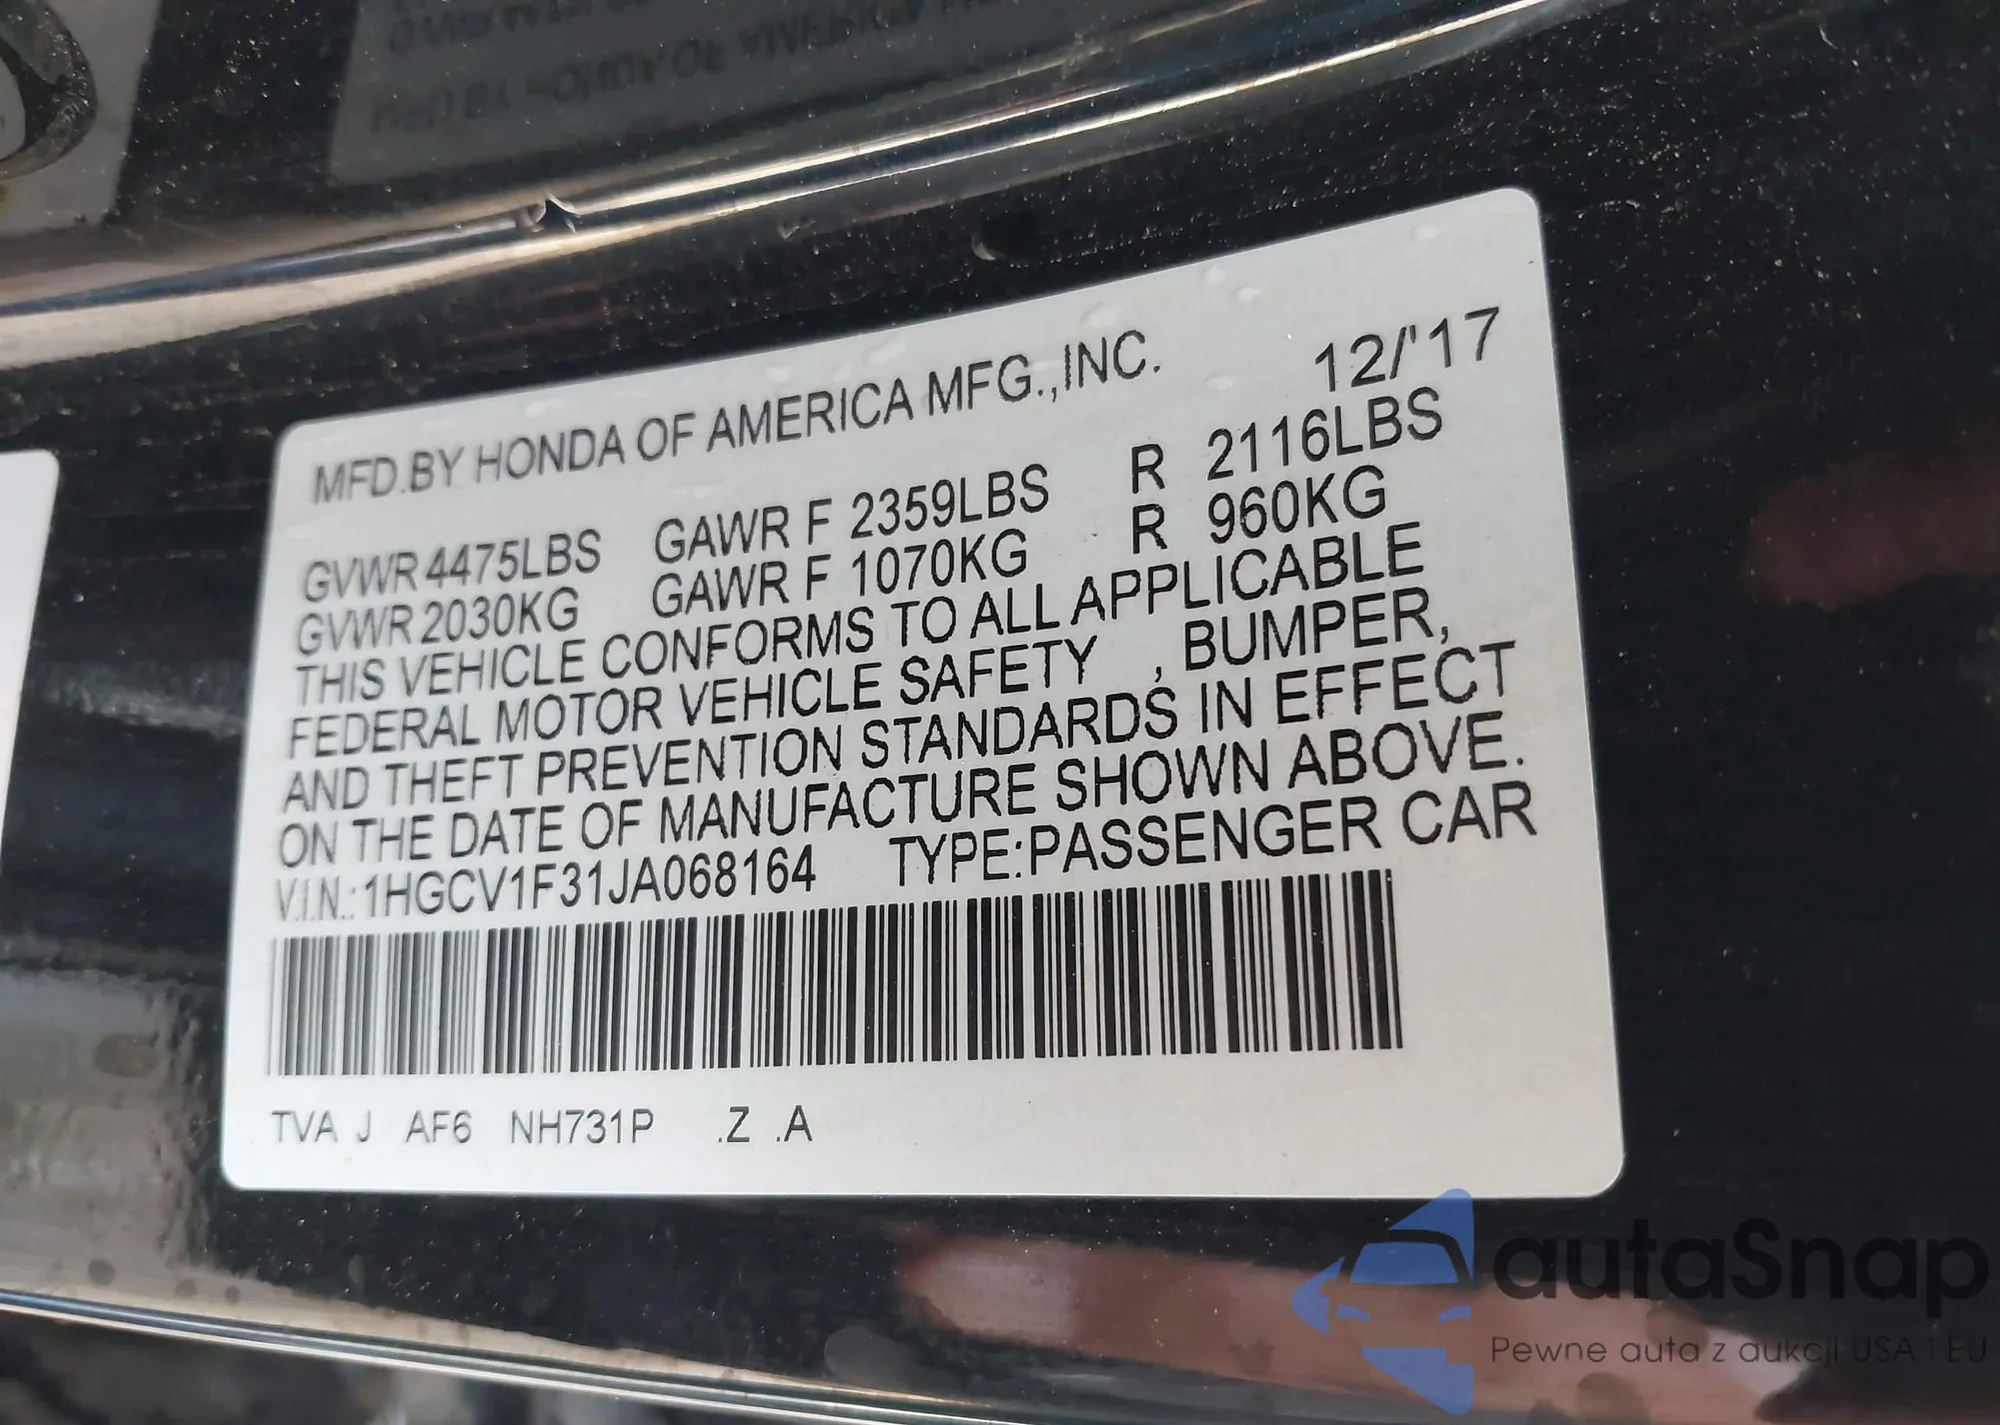 MFD.BY HONDA OF AMERICA MFG.,INC. 12/'17
GVWR 4475LBS GAWR F 2359LBS R 2116LBS
GVWR 2030KG GAWR F 1070KG R 960KG
THIS VEHICLE CONFORMS TO ALL APPLICABLE
FEDERAL MOTOR VEHICLE SAFETY , BUMPER,
AND THEFT PREVENTION STANDARDS IN EFFECT
ON THE DATE OF MANUFACTURE SHOWN ABOVE.
V.I.N.: 1HGCV1F31JA068164 TYPE:PASSENGER CAR
TVA J AF6 NH731P .Z .A
autaSnap
Pewne auta z aukcji USA i EU